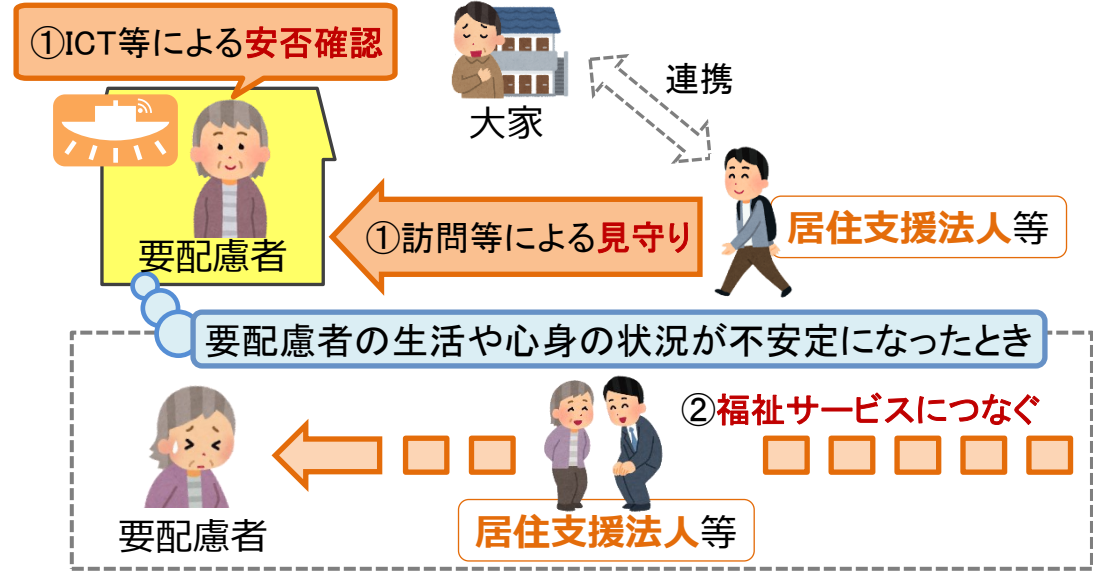 ①ICT等による安否確認
大家
連携
要配慮者
①訪問等による見守り
居住支援法人等
要配慮者の生活や心身の状況が不安定になったとき
②福祉サービスにつなぐ
要配慮者
居住支援法人等